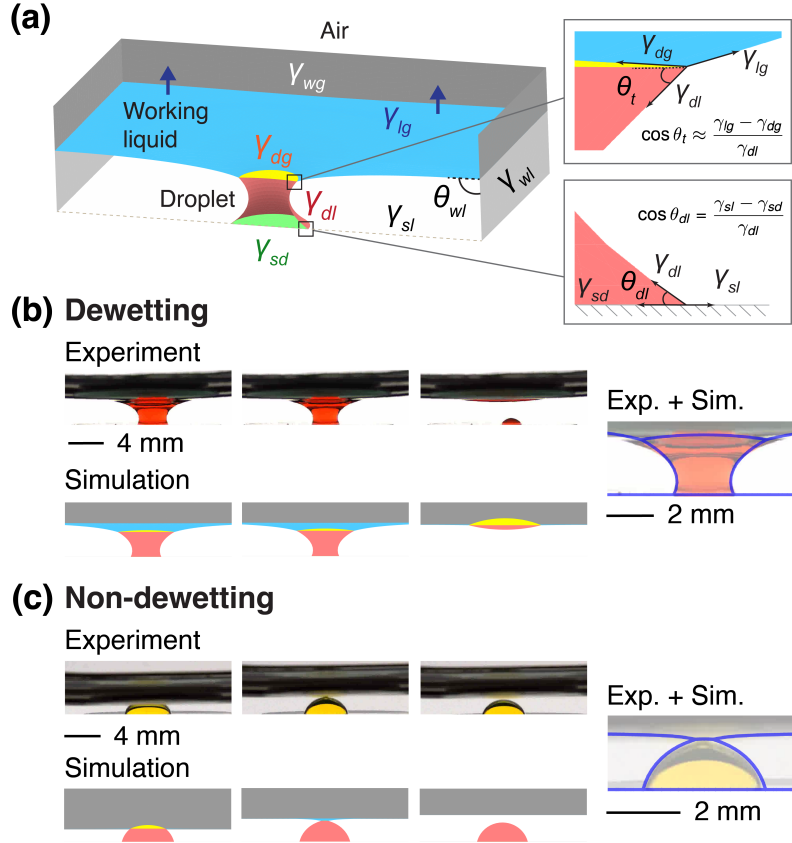 (a)
Air
γwg
Working
liquid
γlg
γdg
Droplet
γdl
θwl
γwl
γsl
γsd
γdg
γlg
θt
γdl
cos θt ≈ (γlg − γdg) / γdl
cos θdl = (γsl − γsd) / γdl
γdl
γsd
θdl
γsl
(b) Dewetting
Experiment
4 mm
Simulation
Exp. + Sim.
2 mm
(c) Non-dewetting
Experiment
4 mm
Simulation
Exp. + Sim.
2 mm